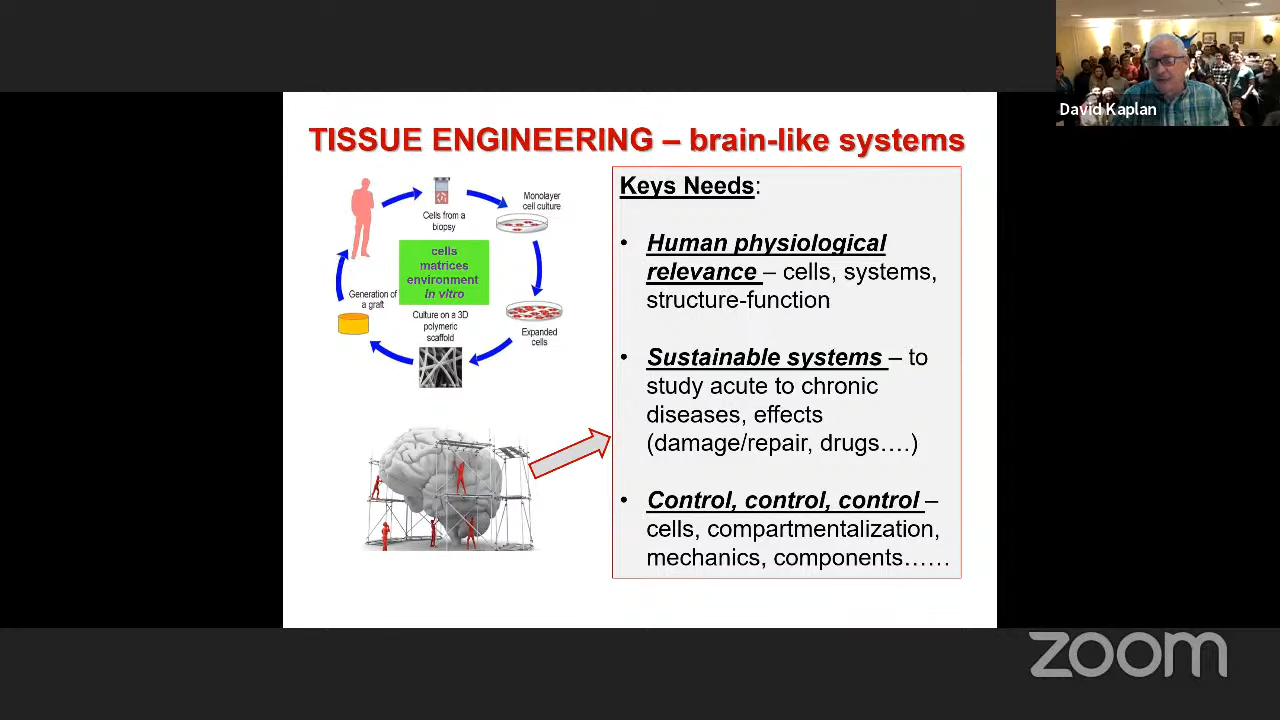 David Kaplan
TISSUE ENGINEERING – brain-like systems
Cells from a
biopsy
Monolayer
cell culture
cells
matrices
environment
in vitro
Generation of
a graft
Culture on a 3D
polymeric
scaffold
Expanded
cells
Keys Needs:
• Human physiological
relevance – cells, systems,
structure-function
• Sustainable systems – to
study acute to chronic
diseases, effects
(damage/repair, drugs….)
• Control, control, control –
cells, compartmentalization,
mechanics, components……
zoom